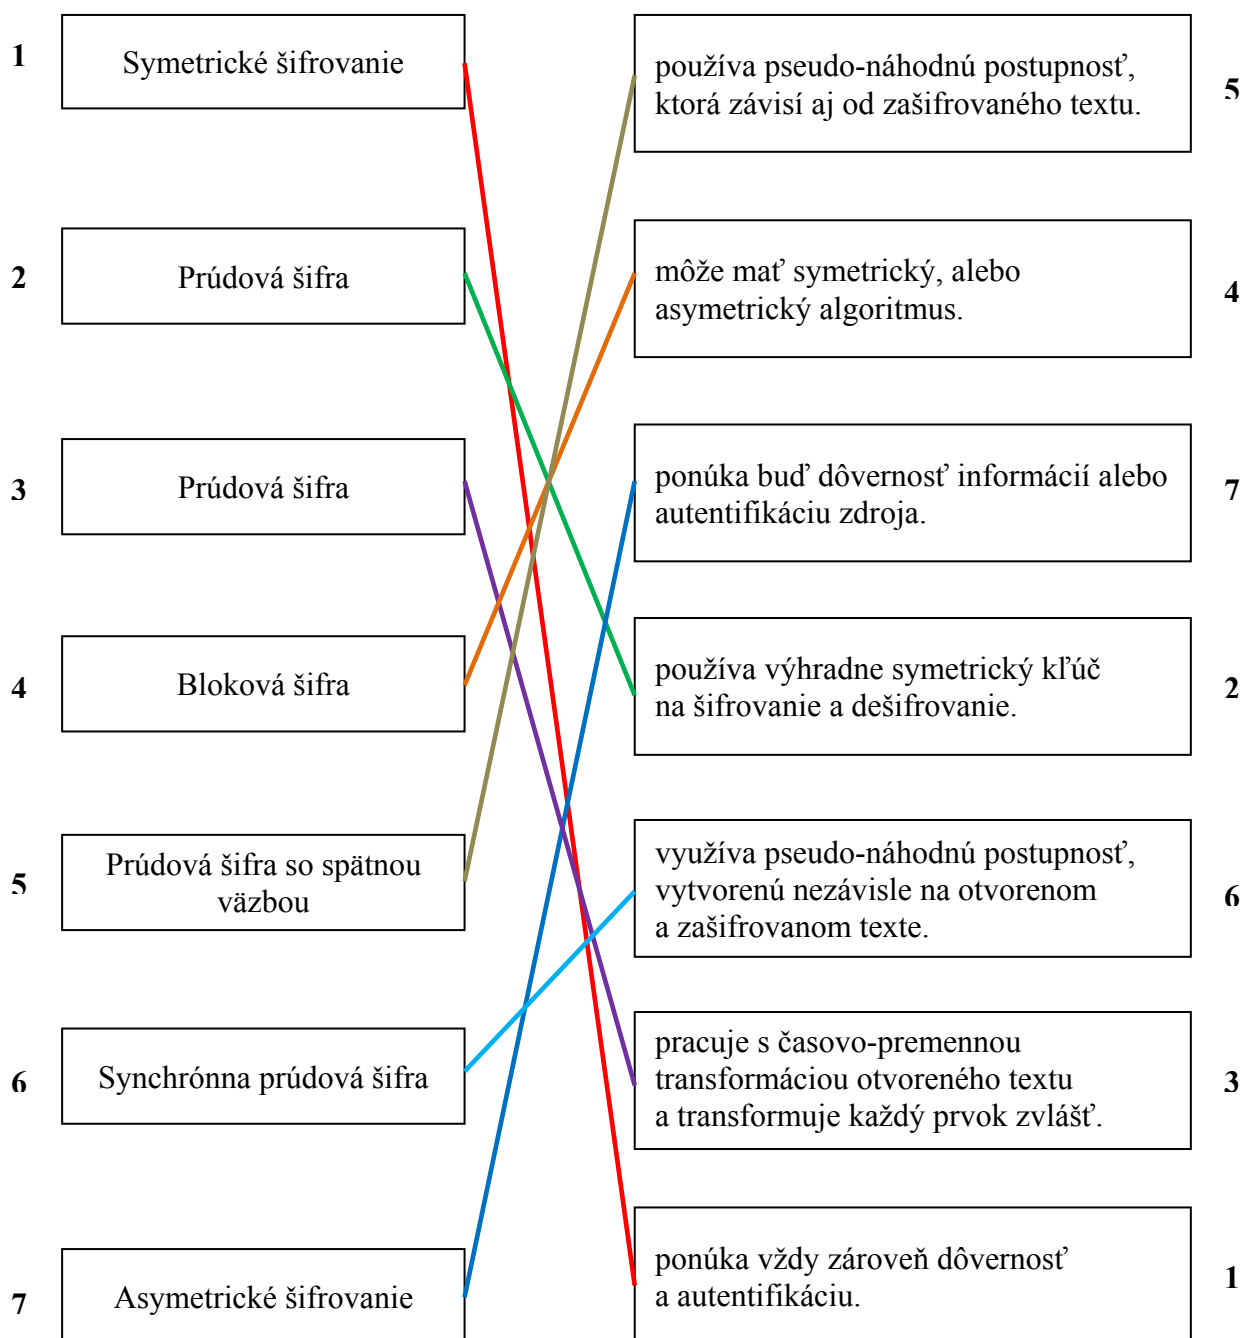 1
Symetrické šifrovanie
používa pseudo-náhodnú postupnosť,
ktorá závisí aj od zašifrovaného textu.
5
2
Prúdová šifra
môže mať symetrický, alebo
asymetrický algoritmus.
4
3
Prúdová šifra
ponúka buď dôvernosť informácií alebo
autentifikáciu zdroja.
7
4
Bloková šifra
používa výhradne symetrický kľúč
na šifrovanie a dešifrovanie.
2
5
Prúdová šifra so spätnou
väzbou
využíva pseudo-náhodnú postupnosť,
vytvorenú nezávisle na otvorenom
a zašifrovanom texte.
6
6
Synchrónna prúdová šifra
pracuje s časovo-premennou
transformáciou otvoreného textu
a transformuje každý prvok zvlášť.
3
7
Asymetrické šifrovanie
ponúka vždy zároveň dôvernosť
a autentifikáciu.
1